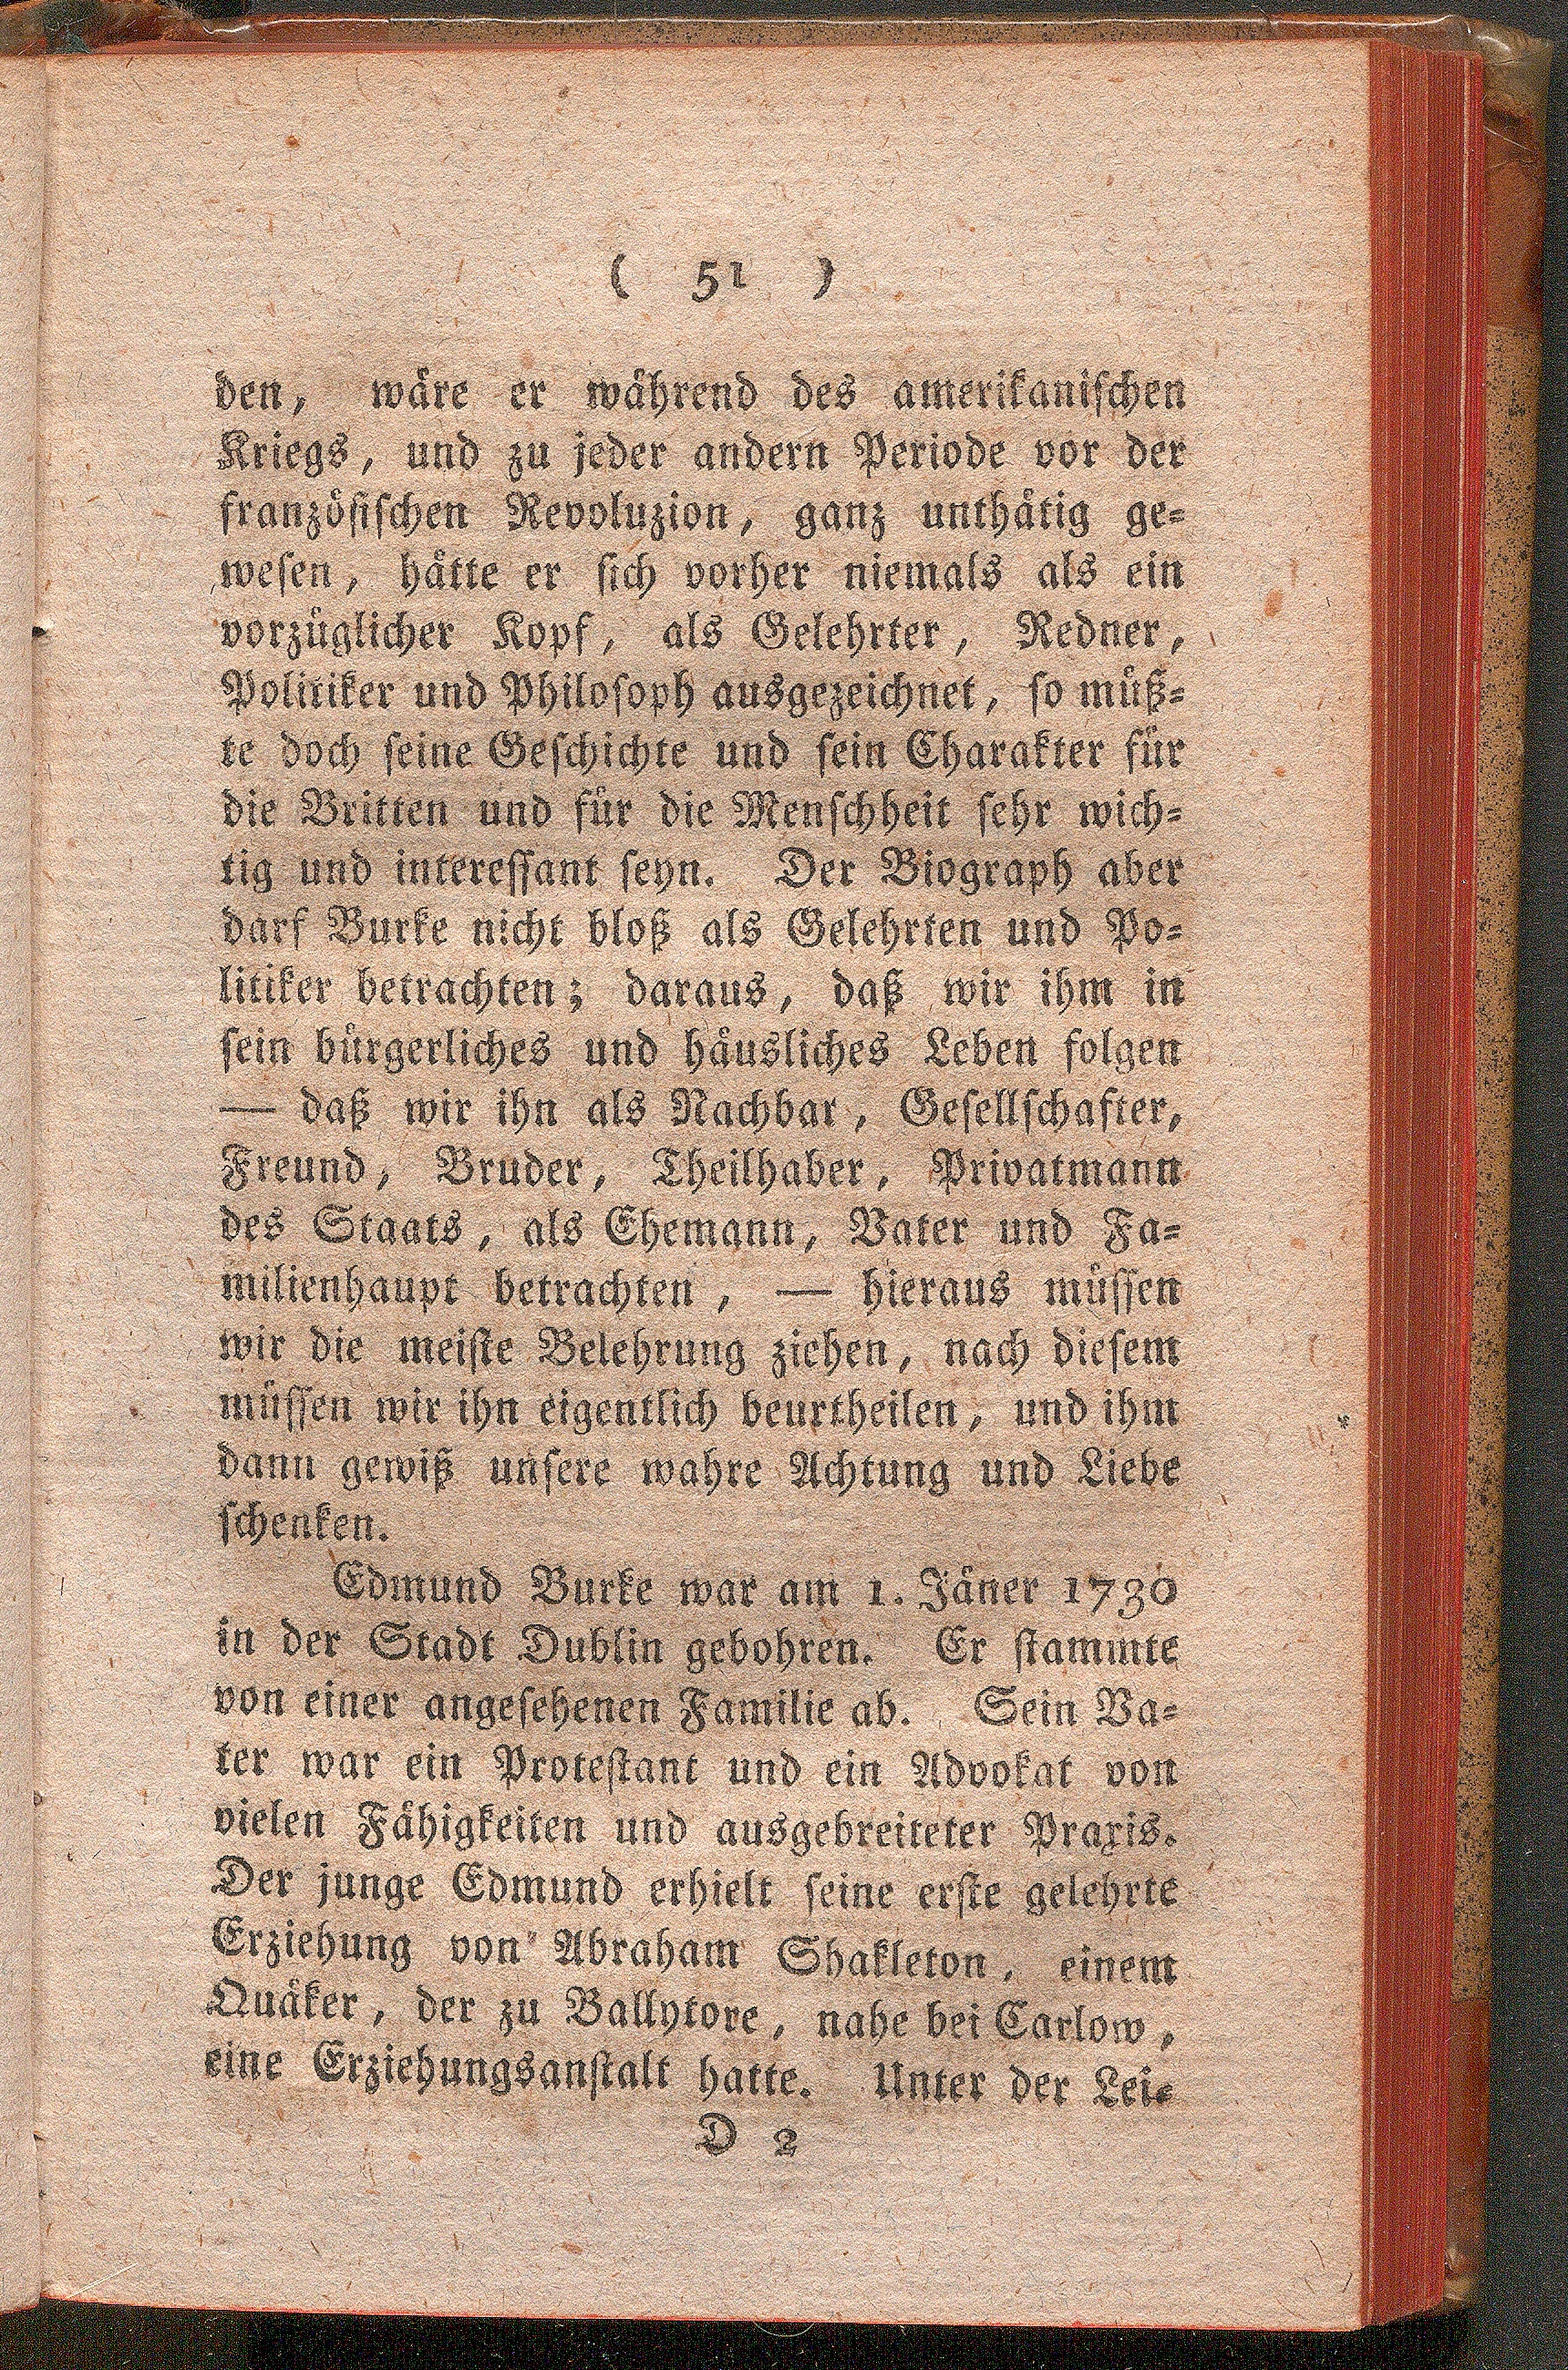 ( 51 )
den, wäre er während des amerikanischen
Kriegs, und zu jeder andern Periode vor der
französischen Revoluzion, ganz unthätig ge=
wesen, hätte er sich vorher niemals als ein
vorzüglicher Kopf, als Gelehrter, Redner,
Politiker und Philosoph ausgezeichnet, so müß=
te doch seine Geschichte und sein Charakter für
die Britten und für die Menschheit sehr wich=
tig und interessant seyn. Der Biograph aber
darf Burke nicht bloß als Gelehrten und Po=
litiker betrachten; daraus, daß wir ihm in
sein bürgerliches und häusliches Leben folgen
— daß wir ihn als Nachbar, Gesellschafter,
Freund, Bruder, Theilhaber, Privatmann
des Staats, als Ehemann, Vater und Fa=
milienhaupt betrachten, — hieraus müssen
wir die meiste Belehrung ziehen, nach diesem
müssen wir ihn eigentlich beurtheilen, und ihm
dann gewiß unsere wahre Achtung und Liebe
schenken.
Edmund Burke war am 1. Jäner 1730
in der Stadt Dublin gebohren. Er stammte
von einer angesehenen Familie ab. Sein Va=
ter war ein Protestant und ein Advokat von
vielen Fähigkeiten und ausgebreiteter Praxis.
Der junge Edmund erhielt seine erste gelehrte
Erziehung von Abraham Shakleton, einem
Quäker, der zu Ballytore, nahe bei Carlow,
eine Erziehungsanstalt hatte. Unter der Lei=
D 2